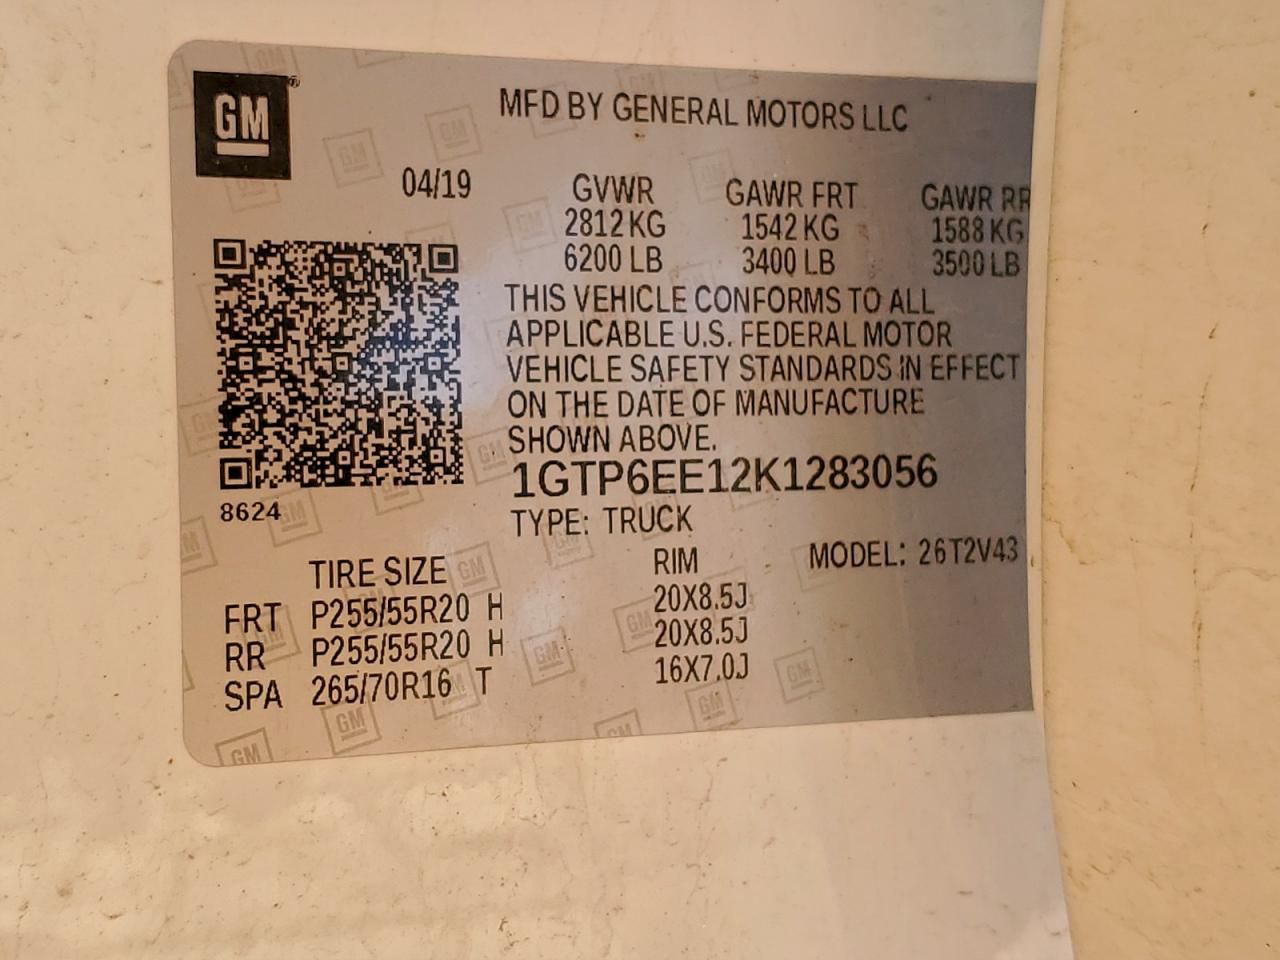 GM®
MFD BY GENERAL MOTORS LLC
04/19 GVWR GAWR FRT GAWR RR
2812 KG 1542 KG 1588 KG
6200 LB 3400 LB 3500 LB
THIS VEHICLE CONFORMS TO ALL
APPLICABLE U.S. FEDERAL MOTOR
VEHICLE SAFETY STANDARDS IN EFFECT
ON THE DATE OF MANUFACTURE
SHOWN ABOVE.
1GTP6EE12K1283056
8624
TYPE: TRUCK
TIRE SIZE RIM MODEL: 26T2V43
FRT P255/55R20 H 20X8.5J
RR P255/55R20 H 20X8.5J
SPA 265/70R16 T 16X7.0J